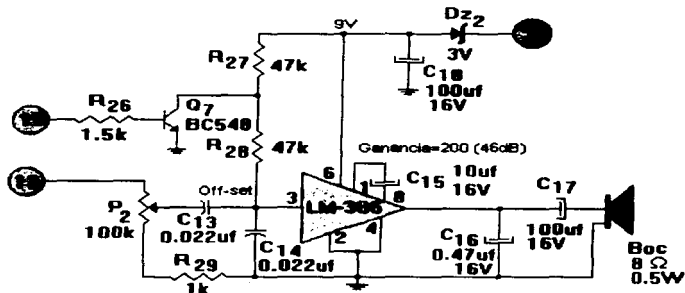 9V
Dz2
3V
R27 47k
C18
100uf
16V
R26
1.5k
Q7
BC548
R28 47k
Ganancia=200 (46dB)
6
1
8
C15 10uf
16V
Off-set
3
LM-386
2
4
P2
100k
C13
0.022uf
C14
0.022uf
C17
100uf
16V
C16
0.47uf
16V
R29
1k
Boc
8 Ω
0.5W